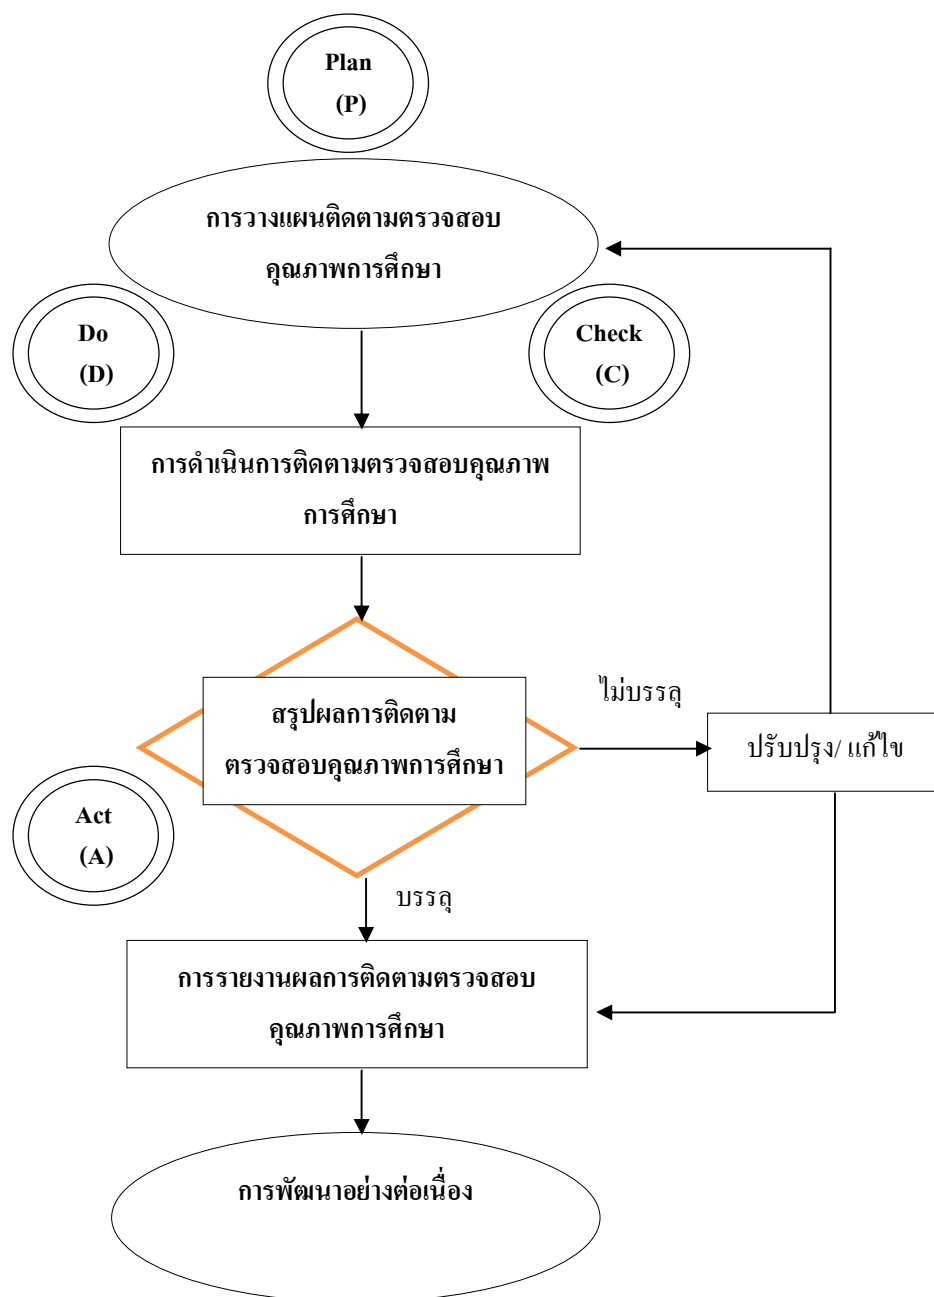 Plan
(P)
การวางแผนติดตามตรวจสอบ
คุณภาพการศึกษา
Do
(D)
Check
(C)
การดำเนินการติดตามตรวจสอบคุณภาพ
การศึกษา
สรุปผลการติดตาม
ตรวจสอบคุณภาพการศึกษา
ไม่บรรลุ
ปรับปรุง/ แก้ไข
Act
(A)
บรรลุ
การรายงานผลการติดตามตรวจสอบ
คุณภาพการศึกษา
การพัฒนาอย่างต่อเนื่อง